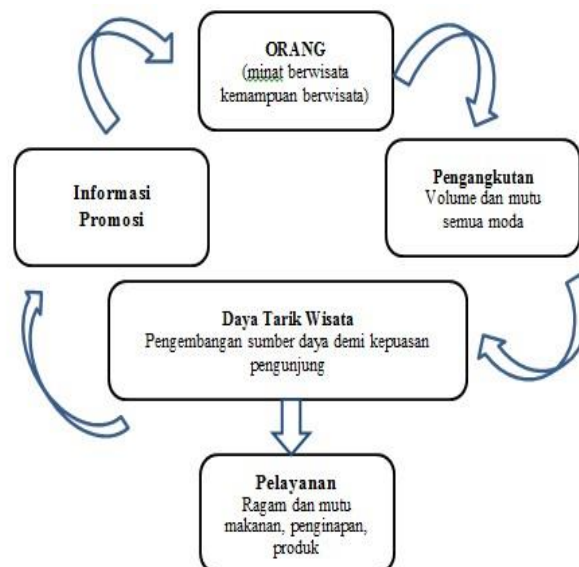 ORANG
(minat berwisata
kemampuan berwisata)
Informasi
Promosi
Pengangkutan
Volume dan mutu
semua moda
Daya Tarik Wisata
Pengembangan sumber daya demi kepuasan
pengunjung
Pelayanan
Ragam dan mutu
makanan, penginapan,
produk